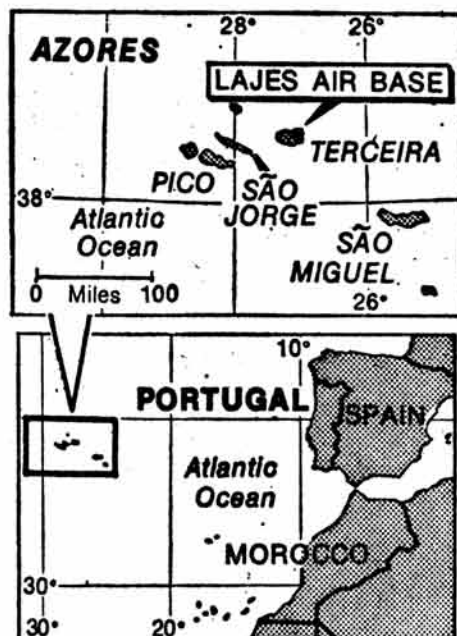 28° 26°
AZORES
LAJES AIR BASE
TERCEIRA
PICO
SÃO
JORGE
38°
Atlantic
Ocean
SÃO
MIGUEL
0 Miles 100
26°
10°
PORTUGAL
SPAIN
Atlantic
Ocean
MOROCCO
30°
30° 20°